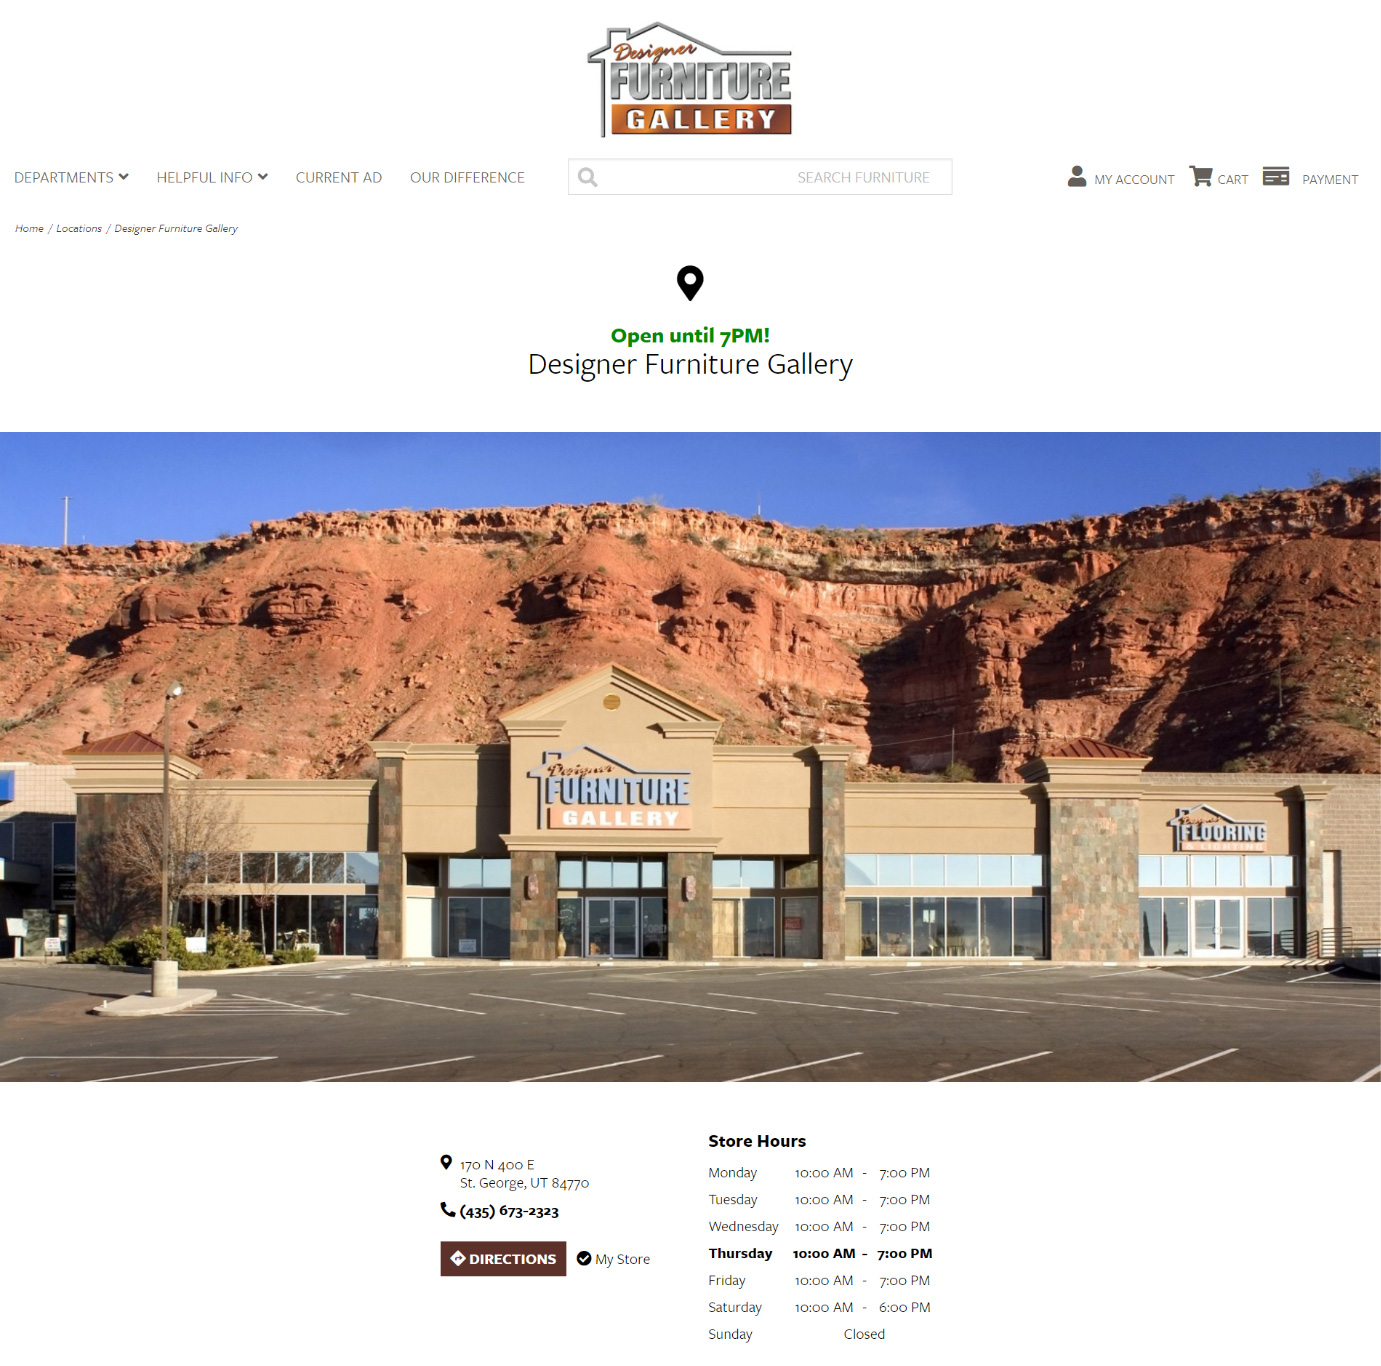 Designer
FURNITURE
GALLERY
DEPARTMENTS HELPFUL INFO CURRENT AD OUR DIFFERENCE SEARCH FURNITURE MY ACCOUNT CART PAYMENT
Home / Locations / Designer Furniture Gallery
Open until 7PM!
Designer Furniture Gallery
Designer
FURNITURE
GALLERY
Designer
FLOORING
& LIGHTING
170 N 400 E
St. George, UT 84770
(435) 673-2323
DIRECTIONS My Store
Store Hours
Monday 10:00 AM - 7:00 PM
Tuesday 10:00 AM - 7:00 PM
Wednesday 10:00 AM - 7:00 PM
Thursday 10:00 AM - 7:00 PM
Friday 10:00 AM - 7:00 PM
Saturday 10:00 AM - 6:00 PM
Sunday Closed